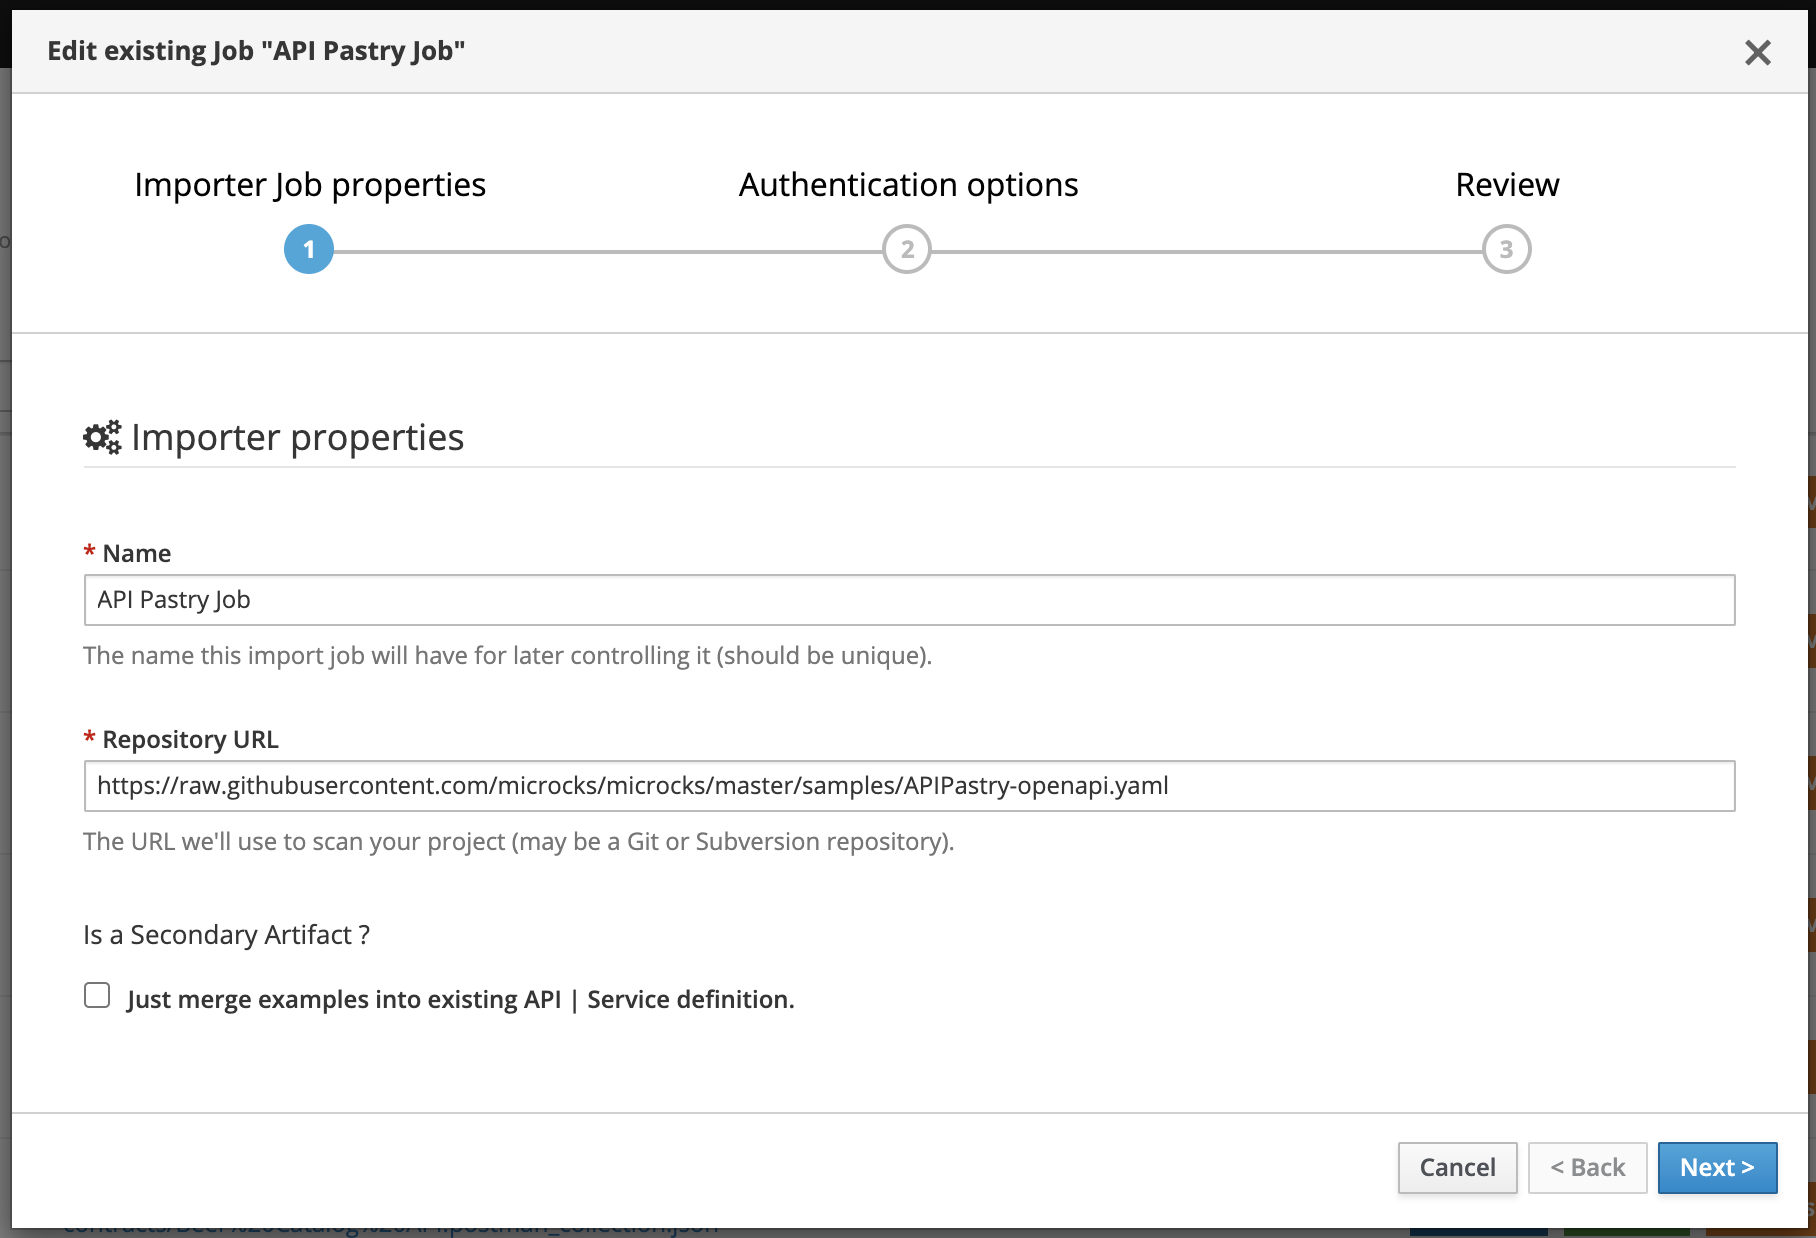 Edit existing Job "API Pastry Job"
Importer Job properties
Authentication options
Review
1
2
3
Importer properties
* Name
API Pastry Job
The name this import job will have for later controlling it (should be unique).
* Repository URL
https://raw.githubusercontent.com/microcks/microcks/master/samples/APIPastry-openapi.yaml
The URL we'll use to scan your project (may be a Git or Subversion repository).
Is a Secondary Artifact ?
Just merge examples into existing API | Service definition.
Cancel
< Back
Next >